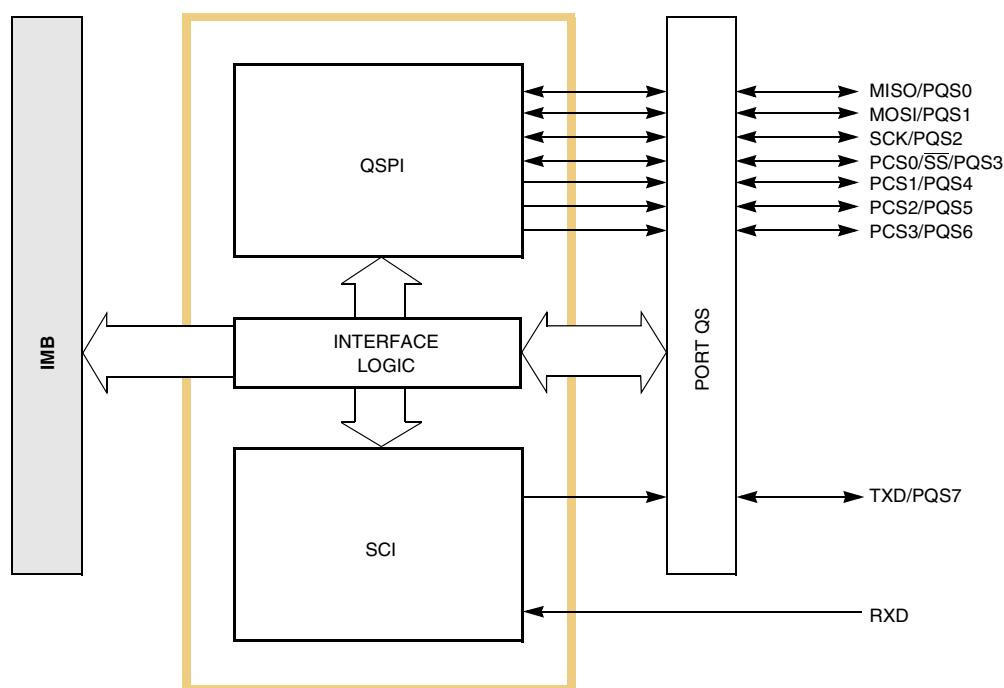 QSPI
MISO/PQS0
MOSI/PQS1
SCK/PQS2
PCS0/S̅S̅/PQS3
PCS1/PQS4
PCS2/PQS5
PCS3/PQS6
IMB
INTERFACE
LOGIC
PORT QS
SCI
TXD/PQS7
RXD